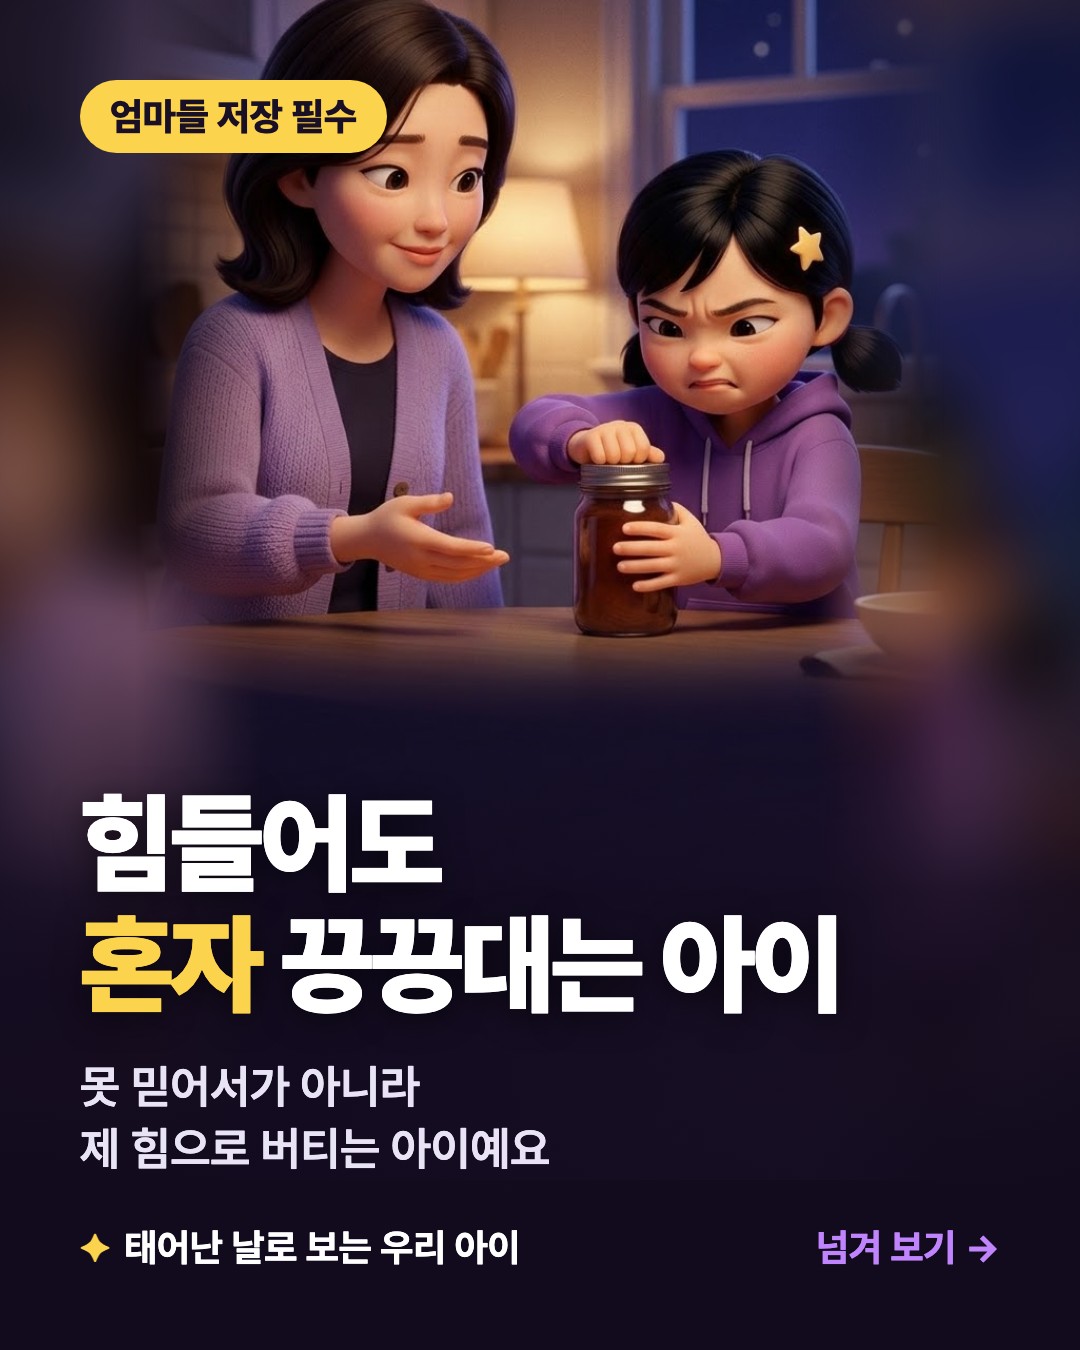 엄마들 저장 필수
힘들어도
혼자 끙끙대는 아이
못 믿어서가 아니라
제 힘으로 버티는 아이예요
태어난 날로 보는 우리 아이
넘겨 보기 →